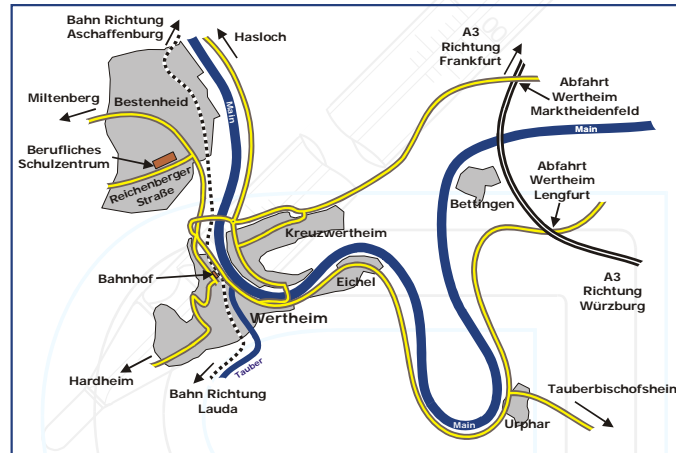 Bahn Richtung
Aschaffenburg
Hasloch
A3
Richtung
Frankfurt
Miltenberg
Bestenheid
Main
Abfahrt
Wertheim
Marktheidenfeld
Main
Berufliches
Schulzentrum
Reichenberger
Straße
Abfahrt
Wertheim
Lengfurt
Bettingen
Kreuzwertheim
Bahnhof
Eichel
A3
Richtung
Würzburg
Wertheim
Hardheim
Tauber
Bahn Richtung
Lauda
Tauberbischofsheim
Main
Urphar